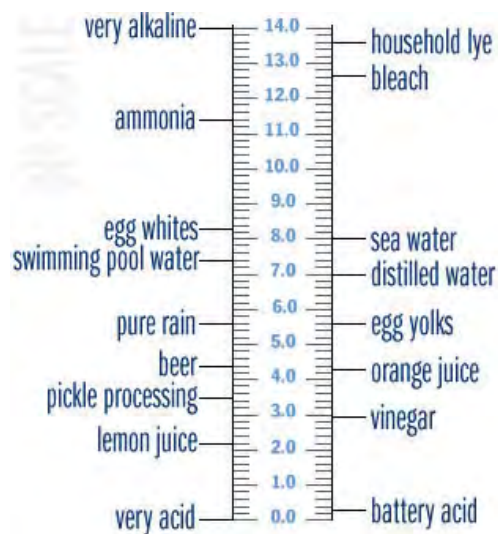 very alkaline
ammonia
egg whites
swimming pool water
pure rain
beer
pickle processing
lemon juice
very acid
14.0
13.0
12.0
11.0
10.0
9.0
8.0
7.0
6.0
5.0
4.0
3.0
2.0
1.0
0.0
household lye
bleach
sea water
distilled water
egg yolks
orange juice
vinegar
battery acid